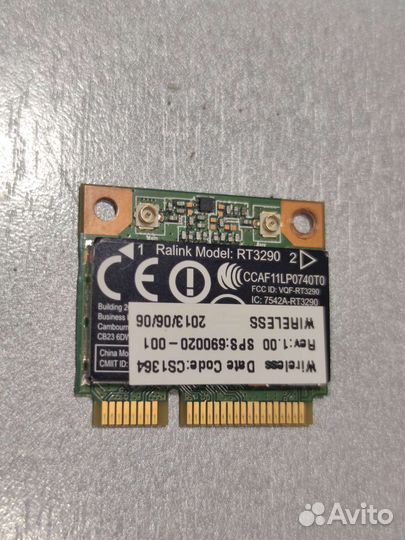 1 Ralink Model: RT3290 2
CE
CCAF11LP0740T0
FCC ID: VQF-RT3290
IC: 7542A-RT3290
Building 2
Business
Cambourn
CB23 6DW
China Mo
CMIIT ID:
Wireless Date Code:CS1364
Rev:1.00 SPS:690020-001
WIRELESS 2013/06/06
Avito